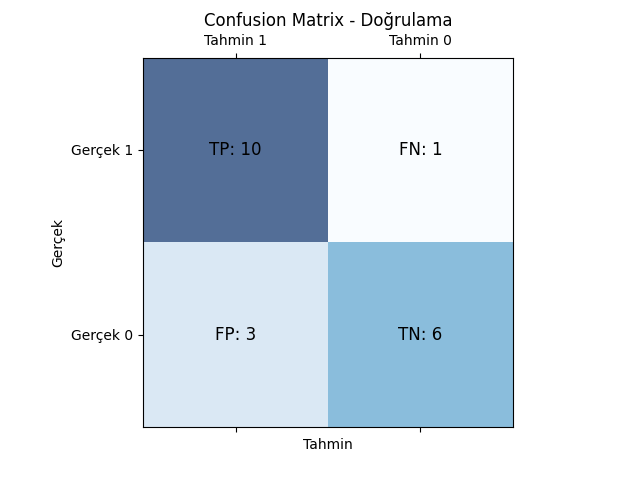 Confusion Matrix - Doğrulama
Tahmin 1 Tahmin 0
Gerçek 1 TP: 10 FN: 1
Gerçek
Gerçek 0 FP: 3 TN: 6
Tahmin